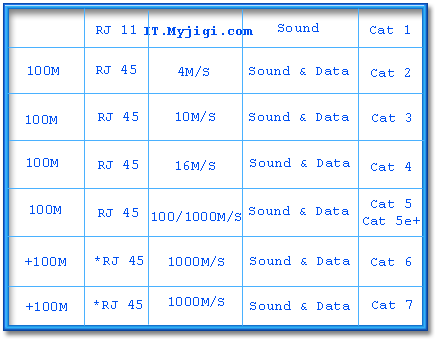 RJ 11 IT.Myjigi.com Sound Cat 1
100M RJ 45 4M/S Sound & Data Cat 2
100M RJ 45 10M/S Sound & Data Cat 3
100M RJ 45 16M/S Sound & Data Cat 4
100M RJ 45 100/1000M/S Sound & Data Cat 5
Cat 5e+
+100M *RJ 45 1000M/S Sound & Data Cat 6
+100M *RJ 45 1000M/S Sound & Data Cat 7